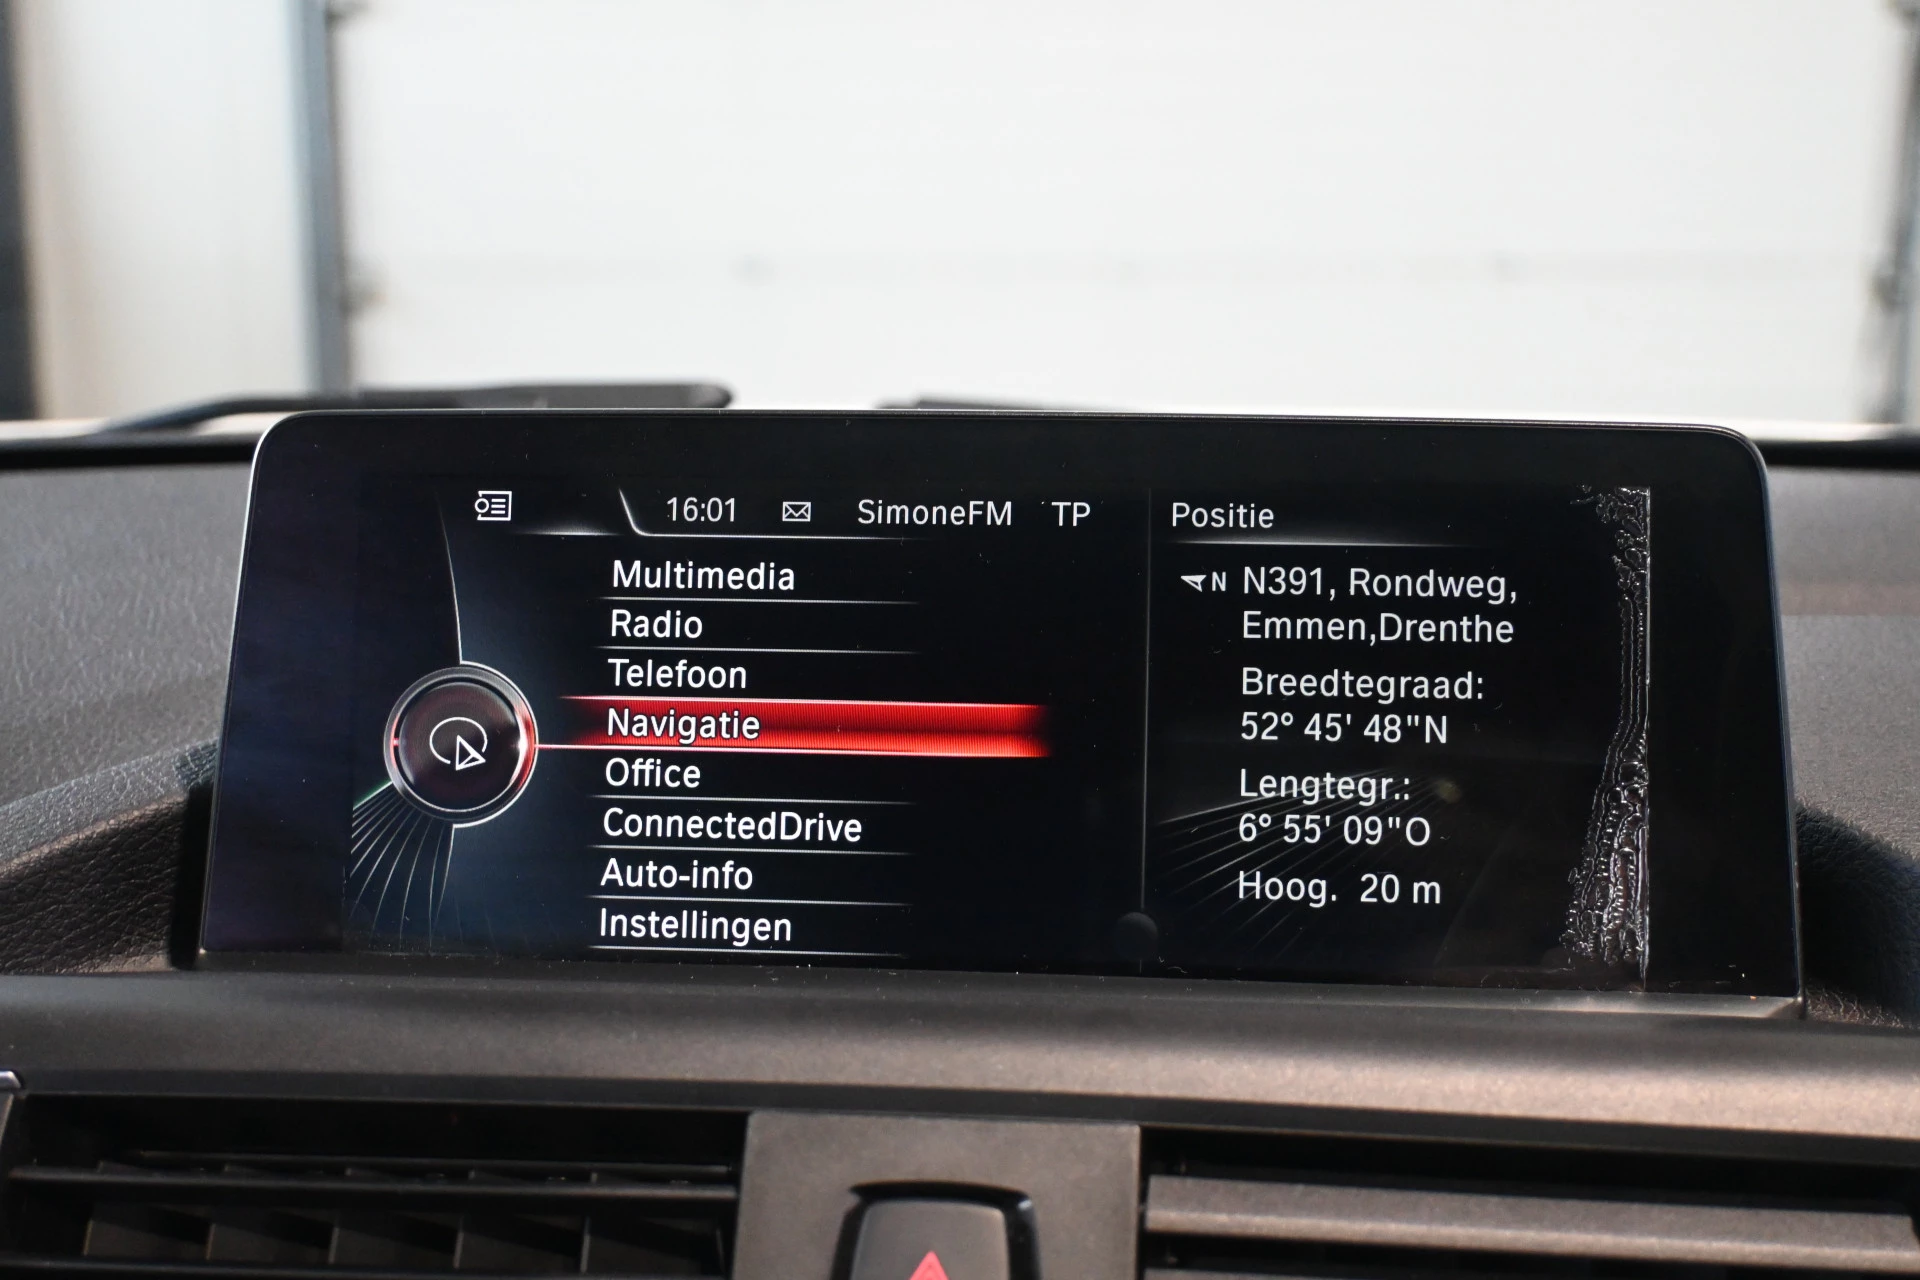 16:01 SimoneFM TP
Multimedia
Radio
Telefoon
Navigatie
Office
ConnectedDrive
Auto-info
Instellingen
Positie
N N391, Rondweg,
Emmen,Drenthe
Breedtegraad:
52° 45' 48"N
Lengtegr.:
6° 55' 09"O
Hoog. 20 m